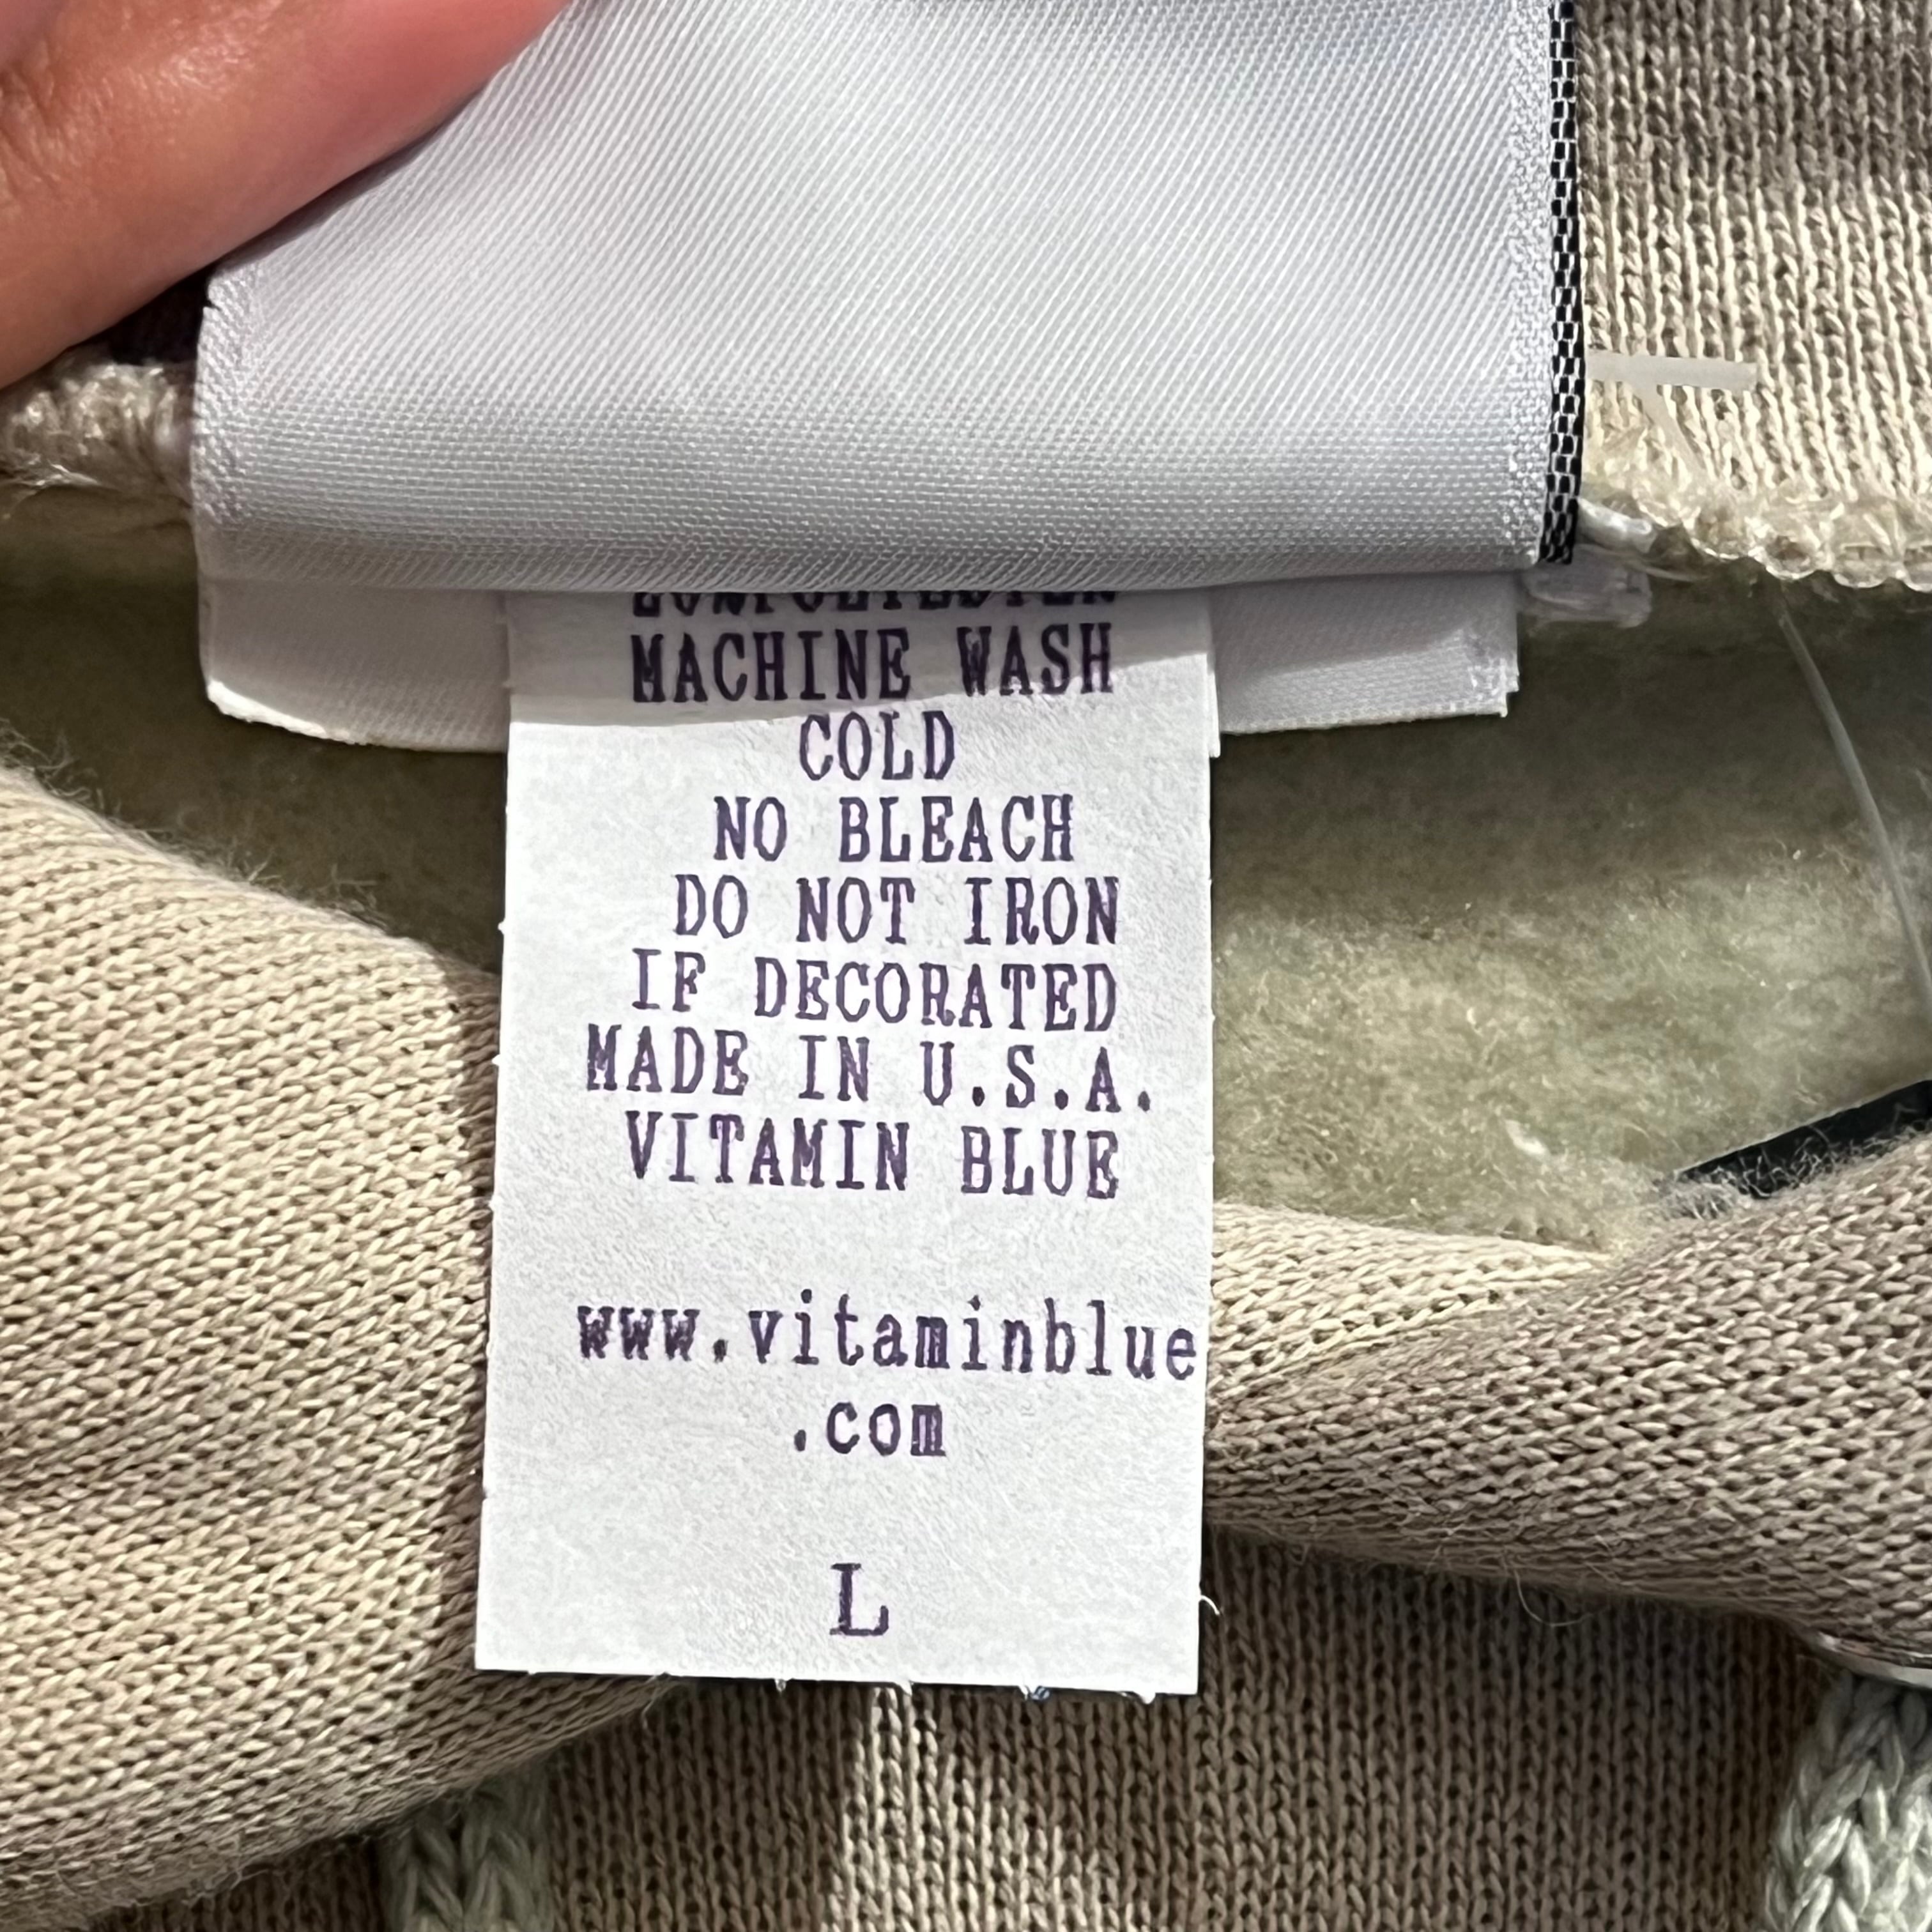 MACHINE WASH
COLD
NO BLEACH
DO NOT IRON
IF DECORATED
MADE IN U.S.A.
VITAMIN BLUE
www.vitaminblue
.com
L